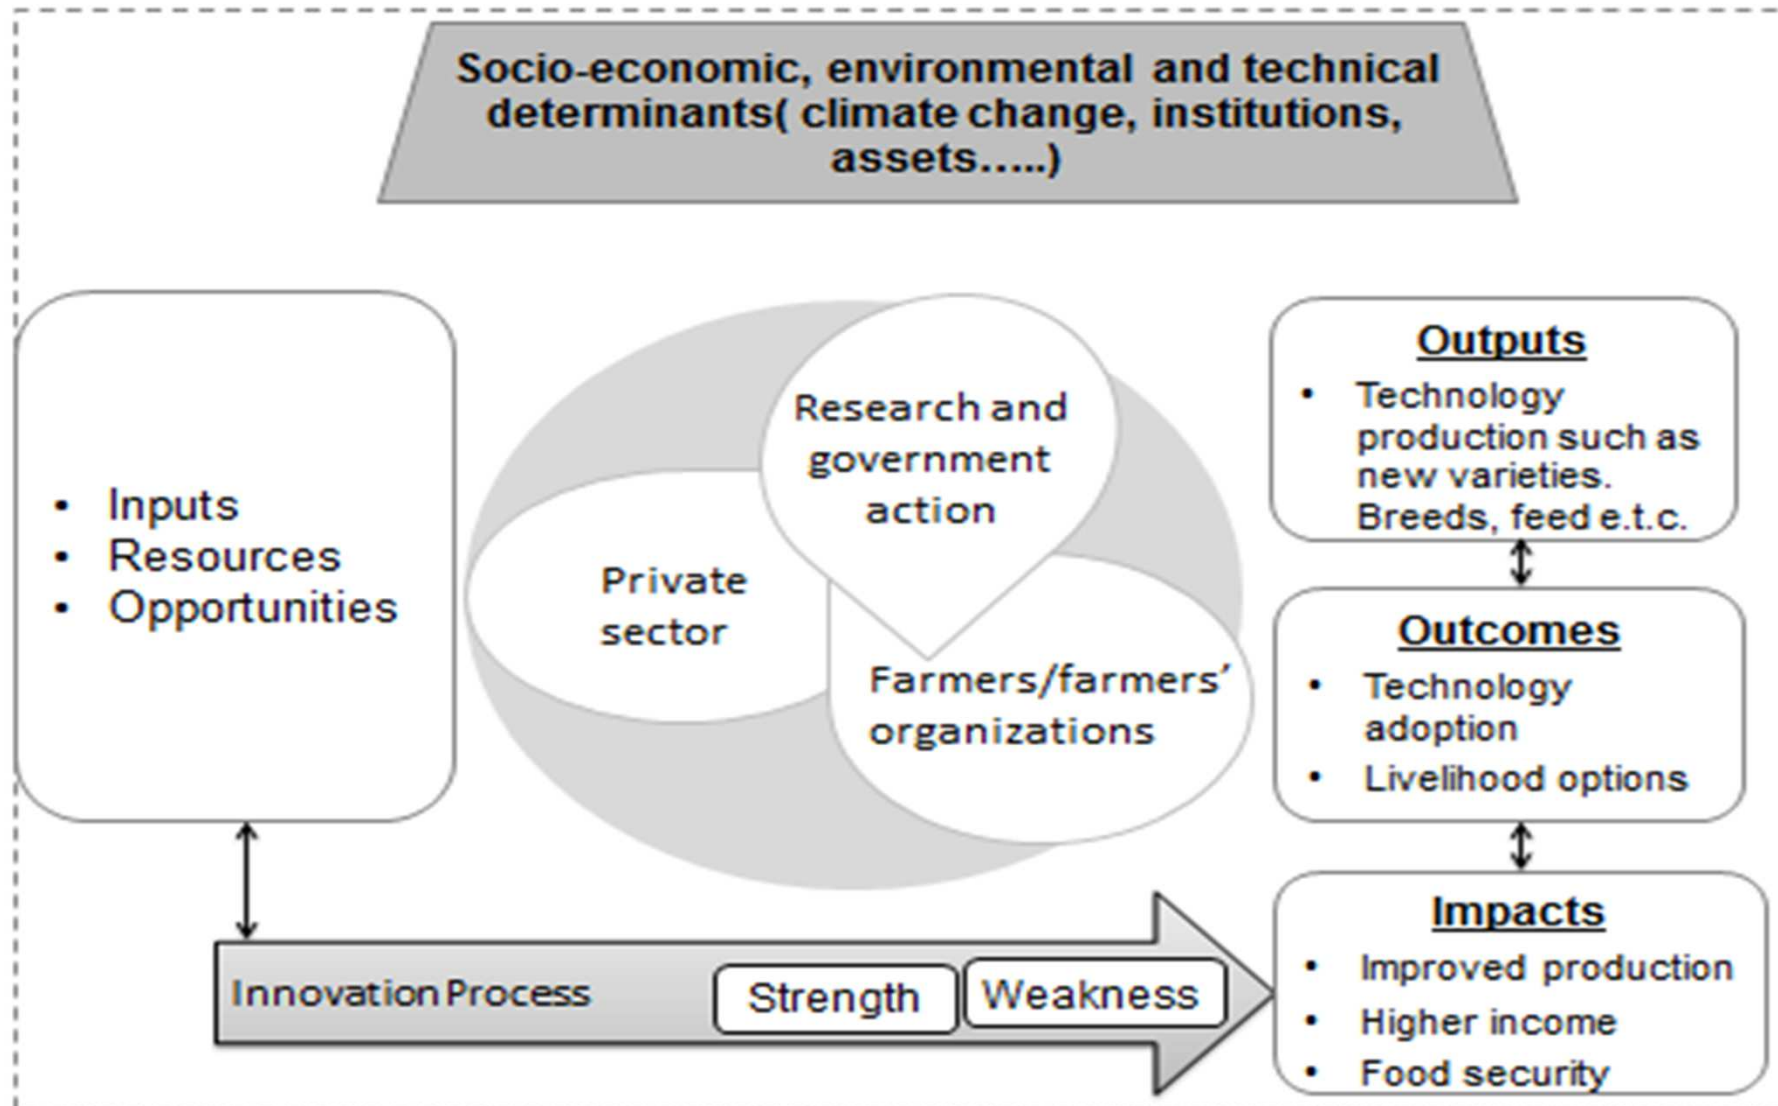 Socio-economic, environmental and technical
determinants( climate change, institutions,
assets…..)
• Inputs
• Resources
• Opportunities
Research and
government
action
Private
sector
Farmers/farmers’
organizations
Outputs
• Technology
production such as
new varieties.
Breeds, feed e.t.c.
Outcomes
• Technology
adoption
• Livelihood options
Impacts
• Improved production
• Higher income
• Food security
Innovation Process
Strength
Weakness